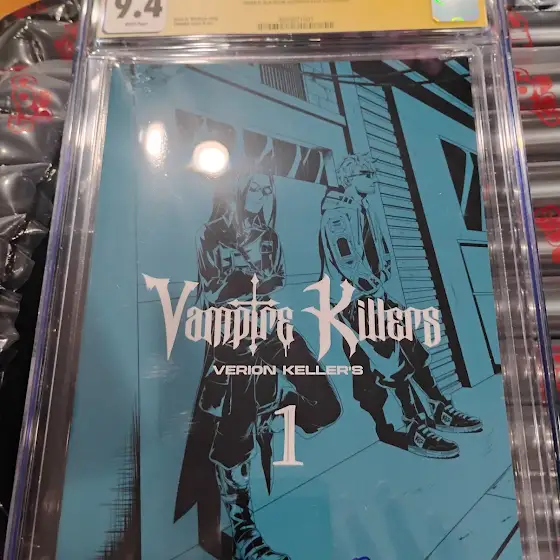 9.4
Vampire Killers
VERION KELLER'S
1